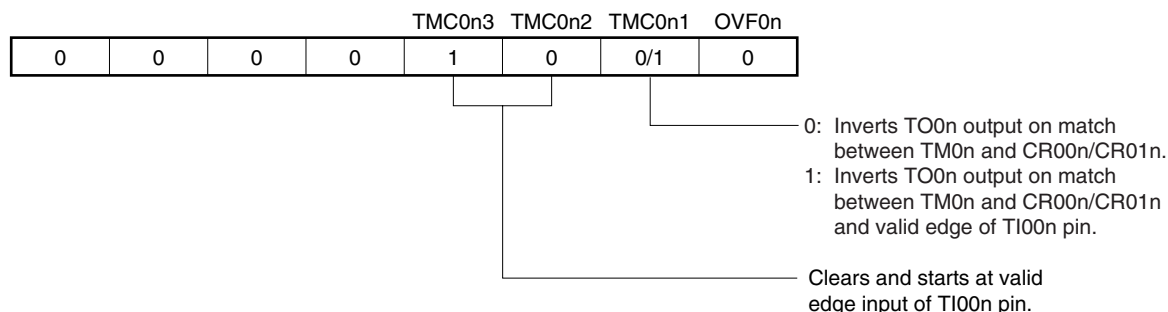 TMC0n3 TMC0n2 TMC0n1 OVF0n
0 0 0 0 1 0 0/1 0
0: Inverts TO0n output on match
between TM0n and CR00n/CR01n.
1: Inverts TO0n output on match
between TM0n and CR00n/CR01n
and valid edge of TI00n pin.
Clears and starts at valid
edge input of TI00n pin.